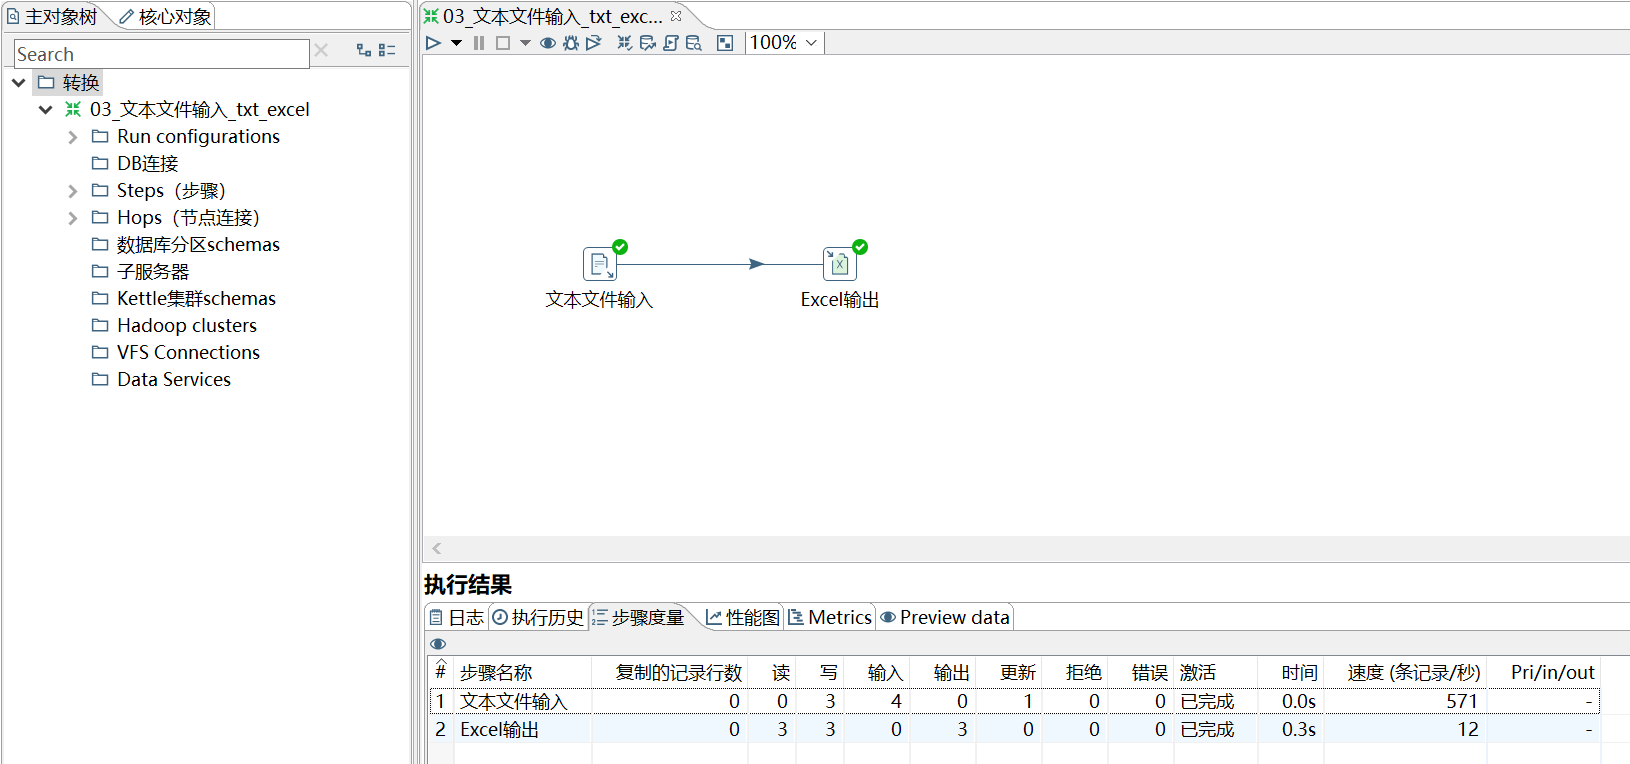 主对象树 核心对象
Search
转换
03_文本文件输入_txt_excel
Run configurations
DB连接
Steps（步骤）
Hops（节点连接）
数据库分区schemas
子服务器
Kettle集群schemas
Hadoop clusters
VFS Connections
Data Services
03_文本文件输入_txt_exc...
100%
文本文件输入 Excel输出
执行结果
日志 执行历史 步骤度量 性能图 Metrics Preview data
# 步骤名称 复制的记录行数 读 写 输入 输出 更新 拒绝 错误 激活 时间 速度 (条记录/秒) Pri/in/out
1 文本文件输入 0 0 3 4 0 1 0 0 已完成 0.0s 571 -
2 Excel输出 0 3 3 0 3 0 0 0 已完成 0.3s 12 -